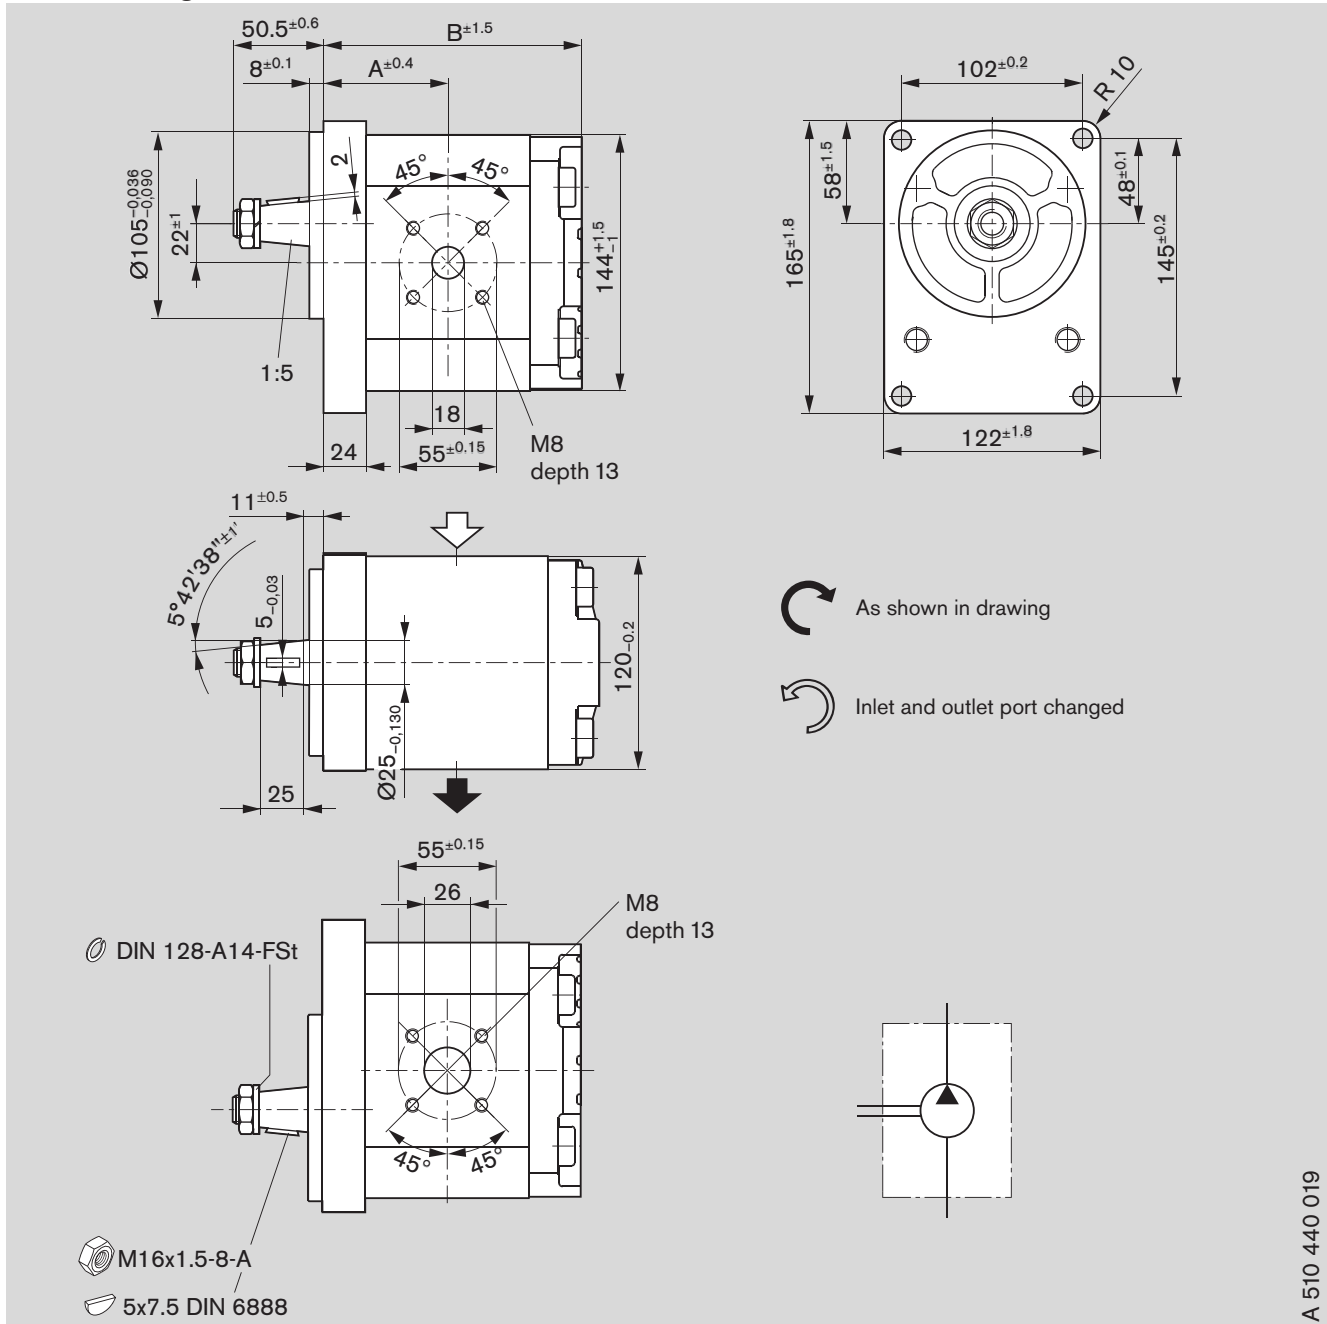 50.5±0.6
B±1.5
8±0.1
A±0.4
102±0.2
R 10
2
45°
45°
58±1.5
48±0.1
Ø105−0,036 −0,090
22±1
144+1.5 −1
165±1.8
145±0.2
1:5
18
M8
depth 13
24
55±0.15
122±1.8
11±0.5
5°42'38"±1'
5−0,03
As shown in drawing
120−0.2
Inlet and outlet port changed
Ø25−0,130
25
55±0.15
26
M8
depth 13
DIN 128-A14-FSt
45°
45°
M16x1.5-8-A
5x7.5 DIN 6888
A 510 440 019